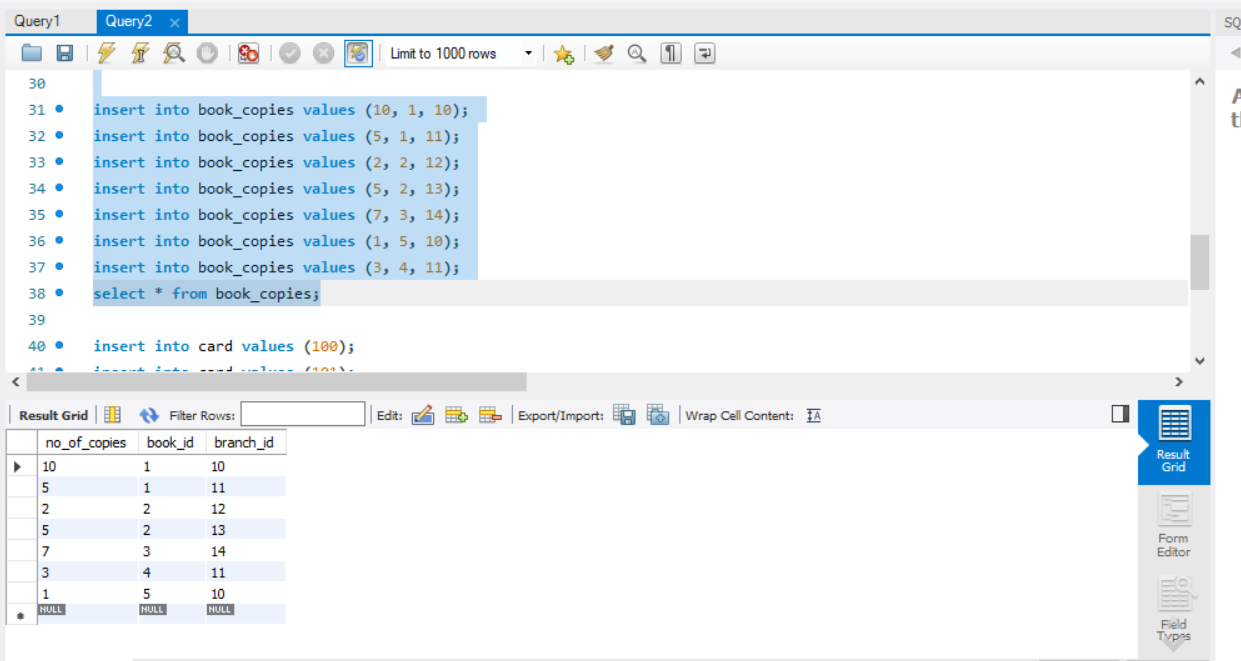 Query1 Query2 × SQ
Limit to 1000 rows
30
31 insert into book_copies values (10, 1, 10);
32 insert into book_copies values (5, 1, 11);
33 insert into book_copies values (2, 2, 12);
34 insert into book_copies values (5, 2, 13);
35 insert into book_copies values (7, 3, 14);
36 insert into book_copies values (1, 5, 10);
37 insert into book_copies values (3, 4, 11);
38 select * from book_copies;
39
40 insert into card values (100);
41 insert into card values (101);
Result Grid Filter Rows: Edit: Export/Import: Wrap Cell Content:
no_of_copies book_id branch_id
10 1 10
5 1 11
2 2 12
5 2 13
7 3 14
3 4 11
1 5 10
NULL NULL NULL
Result
Grid
Form
Editor
Field
Types